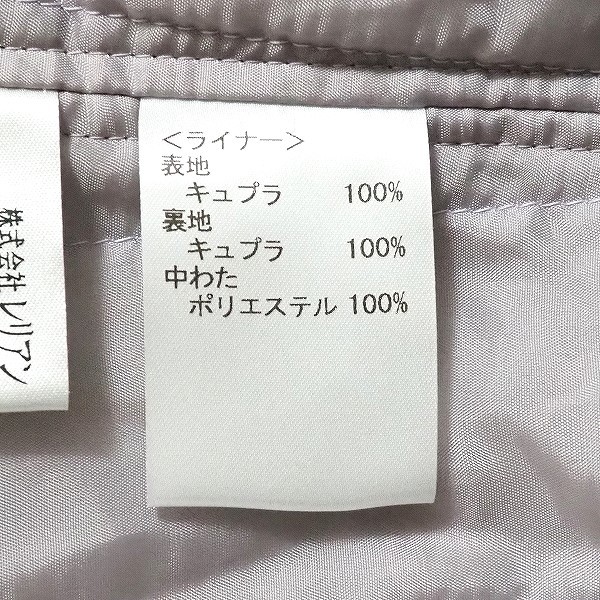 <ライナー>
表地
キュプラ 100%
裏地
キュプラ 100%
中わた
ポリエステル 100%
株式会社 レリアン